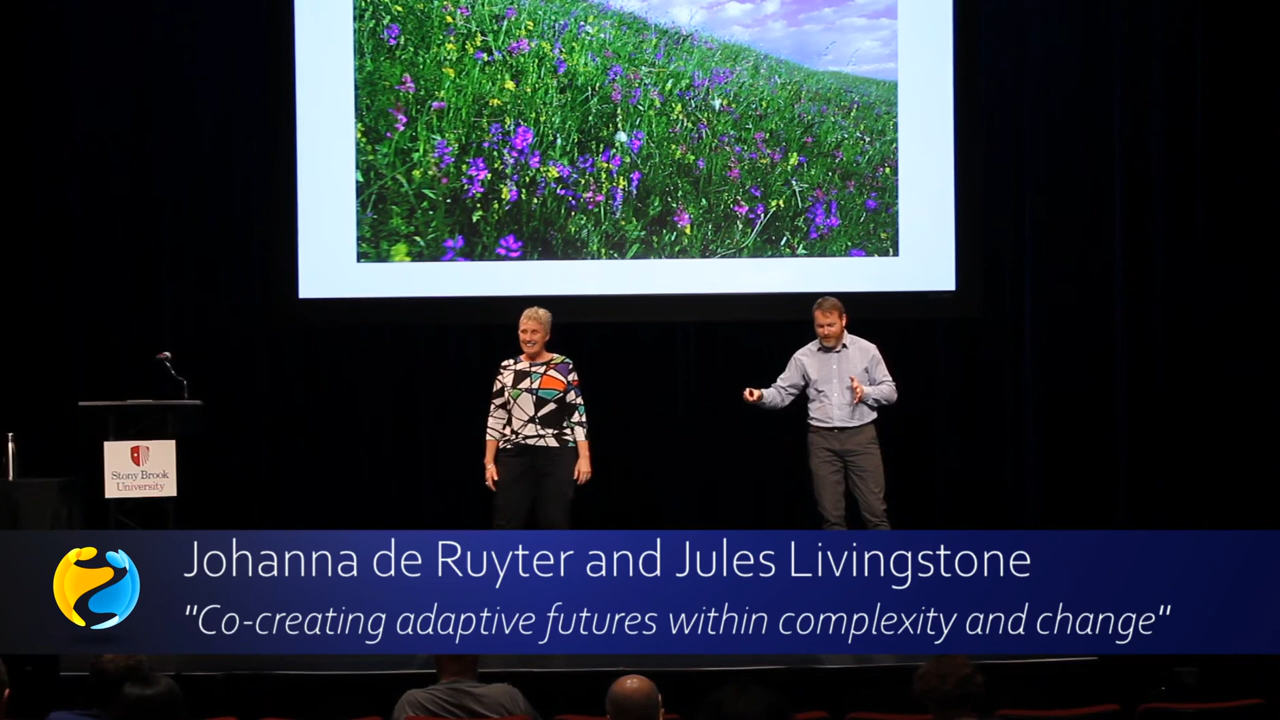 Stony Brook
University
Johanna de Ruyter and Jules Livingstone
"Co-creating adaptive futures within complexity and change"